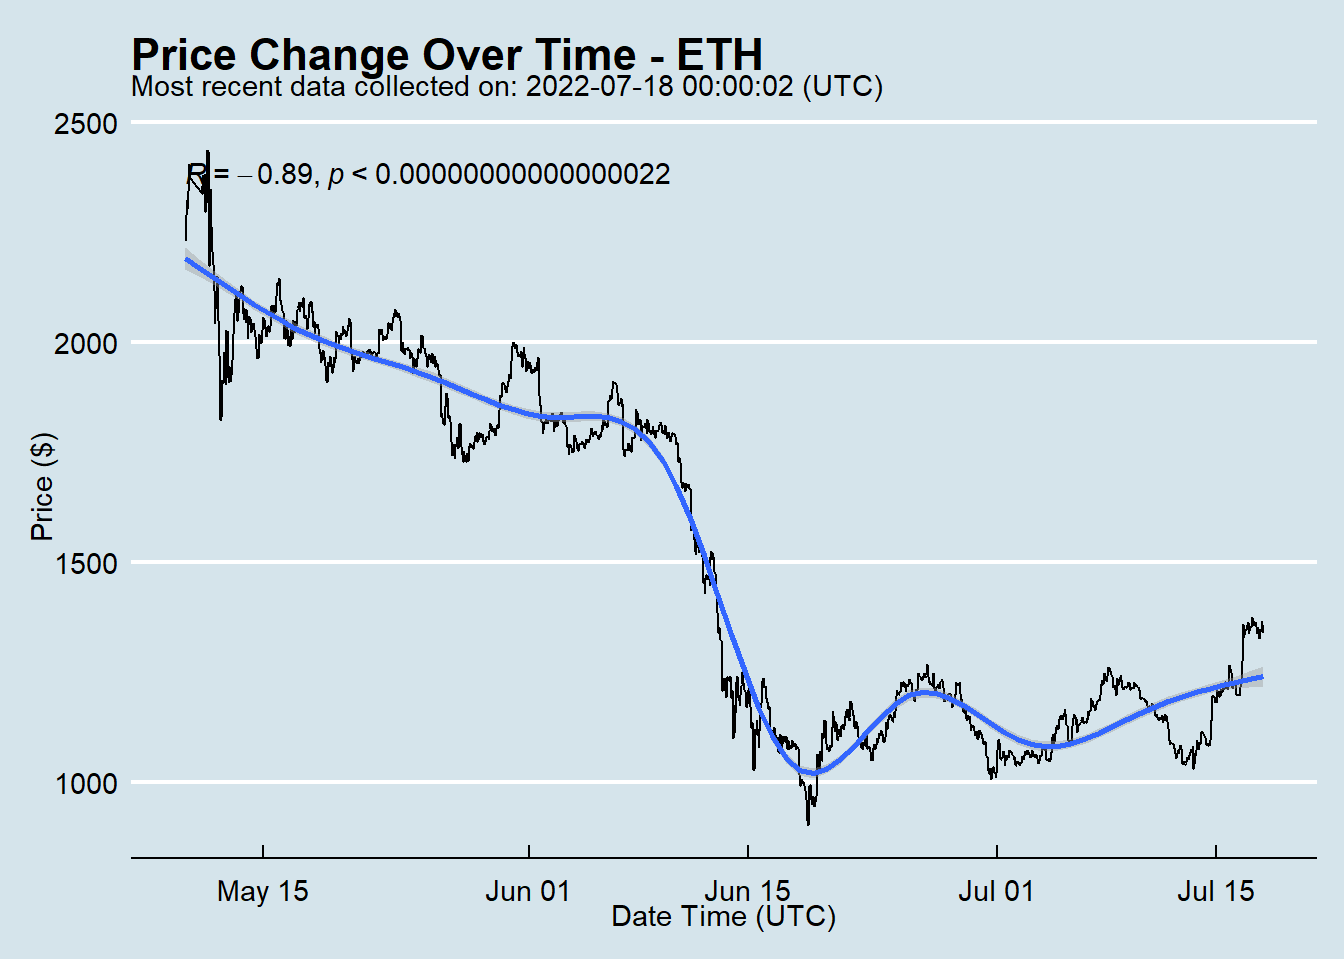 Price Change Over Time - ETH
Most recent data collected on: 2022-07-18 00:00:02 (UTC)
2500
R = −0.89, p < 0.00000000000000022
2000
Price ($)
1500
1000
May 15 Jun 01 Jun 15 Jul 01 Jul 15
Date Time (UTC)